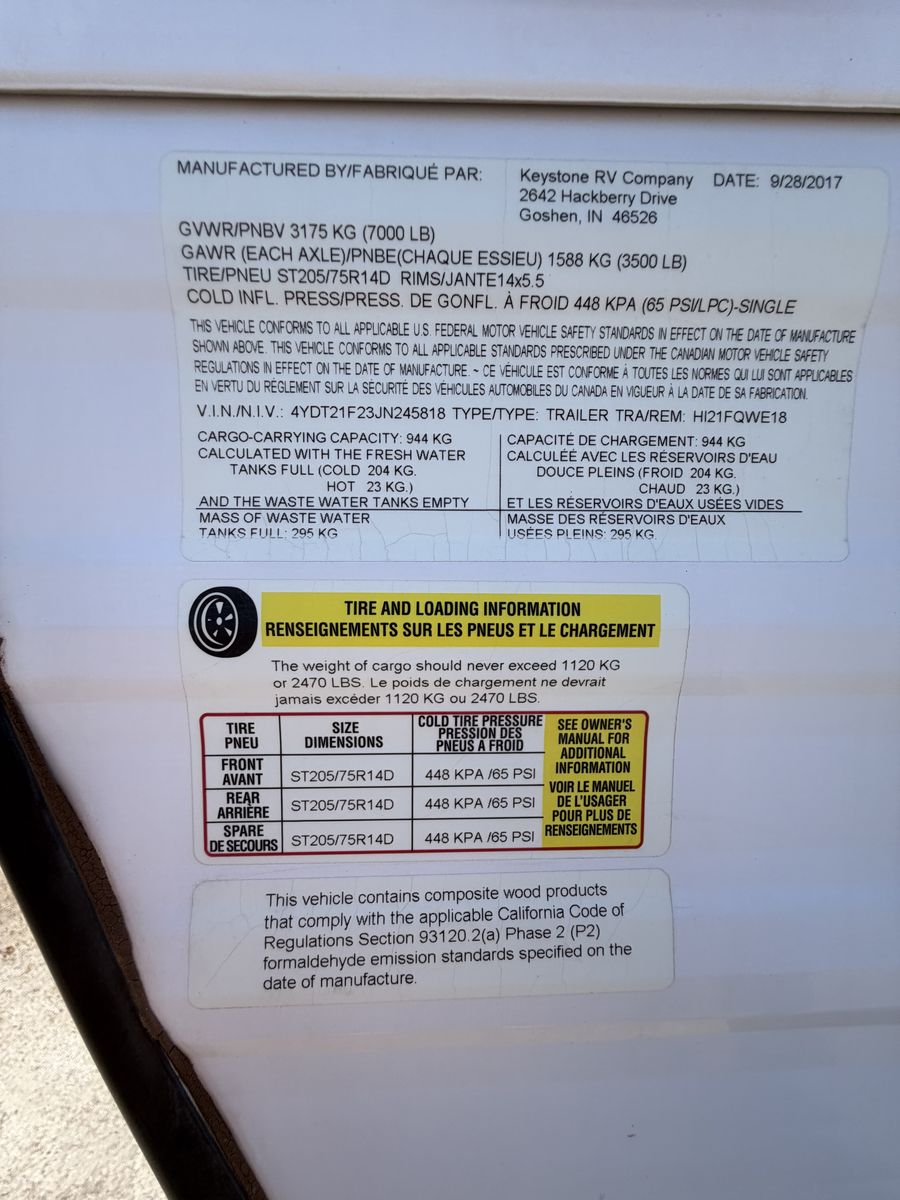 MANUFACTURED BY/FABRIQUÉ PAR: Keystone RV Company DATE: 9/28/2017
2642 Hackberry Drive
Goshen, IN 46526
GVWR/PNBV 3175 KG (7000 LB)
GAWR (EACH AXLE)/PNBE(CHAQUE ESSIEU) 1588 KG (3500 LB)
TIRE/PNEU ST205/75R14D RIMS/JANTE14x5.5
COLD INFL. PRESS/PRESS. DE GONFL. À FROID 448 KPA (65 PSI/LPC)-SINGLE
THIS VEHICLE CONFORMS TO ALL APPLICABLE U.S. FEDERAL MOTOR VEHICLE SAFETY STANDARDS IN EFFECT ON THE DATE OF MANUFACTURE
SHOWN ABOVE. THIS VEHICLE CONFORMS TO ALL APPLICABLE STANDARDS PRESCRIBED UNDER THE CANADIAN MOTOR VEHICLE SAFETY
REGULATIONS IN EFFECT ON THE DATE OF MANUFACTURE. ~ CE VÉHICULE EST CONFORME À TOUTES LES NORMES QUI LUI SONT APPLICABLES
EN VERTU DU RÉGLEMENT SUR LA SÉCURITÉ DES VÉHICULES AUTOMOBILES DU CANADA EN VIGUEUR À LA DATE DE SA FABRICATION.
V.I.N./N.I.V.: 4YDT21F23JN245818 TYPE/TYPE: TRAILER TRA/REM: HI21FQWE18
CARGO-CARRYING CAPACITY: 944 KG
CALCULATED WITH THE FRESH WATER
TANKS FULL (COLD 204 KG.
HOT 23 KG.)
AND THE WASTE WATER TANKS EMPTY
MASS OF WASTE WATER
TANKS FULL: 295 KG
CAPACITÉ DE CHARGEMENT: 944 KG
CALCULÉE AVEC LES RÉSERVOIRS D'EAU
DOUCE PLEINS (FROID 204 KG.
CHAUD 23 KG.)
ET LES RÉSERVOIRS D'EAUX USÉES VIDES
MASSE DES RÉSERVOIRS D'EAUX
USÉES PLEINS: 295 KG.
TIRE AND LOADING INFORMATION
RENSEIGNEMENTS SUR LES PNEUS ET LE CHARGEMENT
The weight of cargo should never exceed 1120 KG
or 2470 LBS. Le poids de chargement ne devrait
jamais excéder 1120 KG ou 2470 LBS.
TIRE
PNEU
SIZE
DIMENSIONS
COLD TIRE PRESSURE
PRESSION DES
PNEUS A FROID
FRONT
AVANT
ST205/75R14D
448 KPA /65 PSI
REAR
ARRIÈRE
ST205/75R14D
448 KPA /65 PSI
SPARE
DE SECOURS
ST205/75R14D
448 KPA /65 PSI
SEE OWNER'S
MANUAL FOR
ADDITIONAL
INFORMATION
VOIR LE MANUEL
DE L'USAGER
POUR PLUS DE
RENSEIGNEMENTS
This vehicle contains composite wood products
that comply with the applicable California Code of
Regulations Section 93120.2(a) Phase 2 (P2)
formaldehyde emission standards specified on the
date of manufacture.